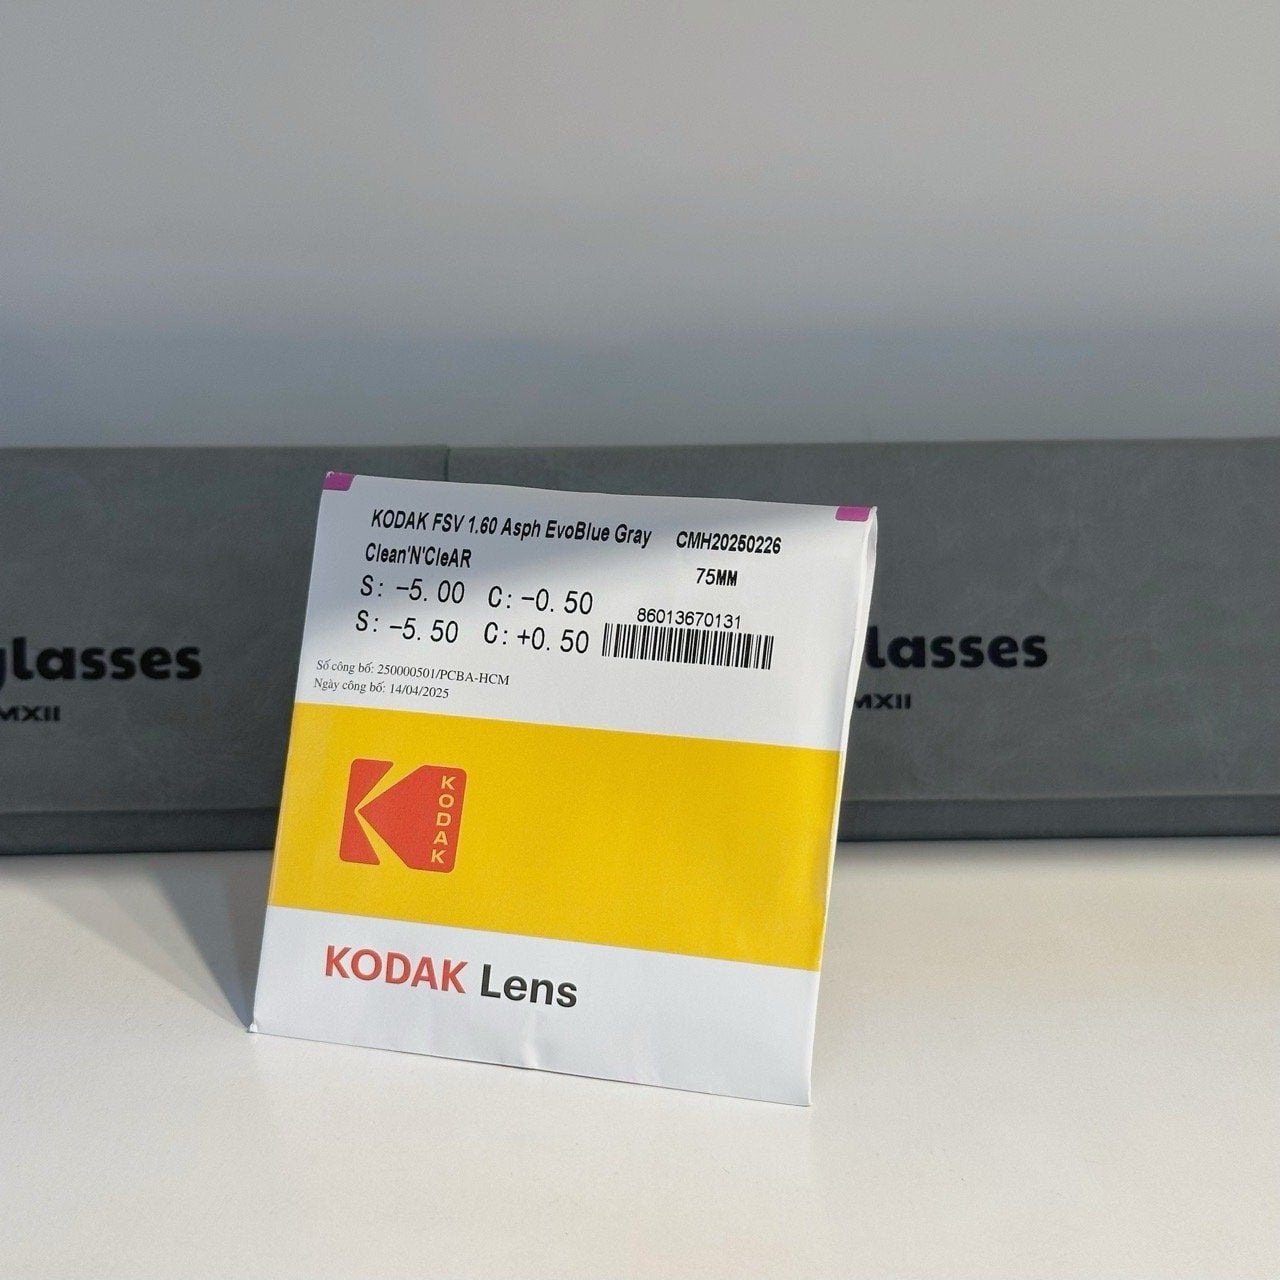 KODAK FSV 1.60 Asph EvoBlue Gray CMH20250226
Clean'N'CleAR 75MM
S: -5.00 C: -0.50
86013670131
S: -5.50 C: +0.50
Số công bố: 250000501/PCBA-HCM
Ngày công bố: 14/04/2025
KODAK
KODAK Lens
lasses
MXII
lasses
MXII